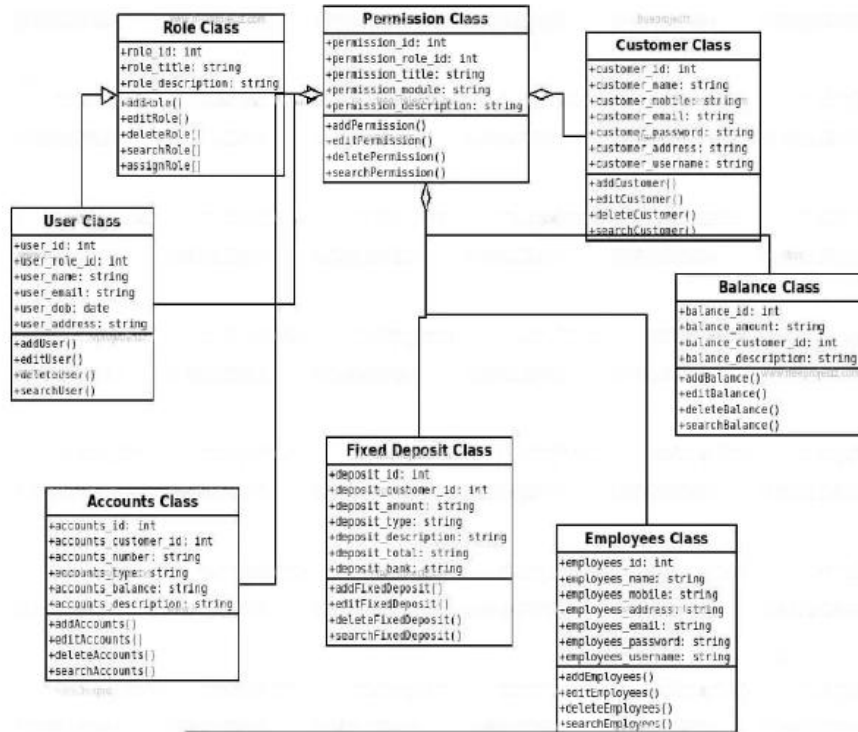 Role Class
+role_id: int
+role_title: string
+role_description: string
+addRole()
+editRole()
+deleteRole()
+searchRole()
+assignRole()
Permission Class
+permission_id: int
+permission_role_id: int
+permission_title: string
+permission_module: string
+permission_description: string
+addPermission()
+editPermission()
+deletePermission()
+searchPermission()
Customer Class
+customer_id: int
+customer_name: string
+customer_mobile: string
+customer_email: string
+customer_password: string
+customer_address: string
+customer_username: string
+addCustomer()
+editCustomer()
+deleteCustomer()
+searchCustomer()
User Class
+user_id: int
+user_role_id: int
+user_name: string
+user_email: string
+user_dob: date
+user_address: string
+addUser()
+editUser()
+deleteUser()
+searchUser()
Balance Class
+balance_id: int
+balance_amount: string
+balance_customer_id: int
+balance_description: string
+addBalance()
+editBalance()
+deleteBalance()
+searchBalance()
Fixed Deposit Class
+deposit_id: int
+deposit_customer_id: int
+deposit_amount: string
+deposit_type: string
+deposit_description: string
+deposit_total: string
+deposit_bank: string
+addFixedDeposit()
+editFixedDeposit()
+deleteFixedDeposit()
+searchFixedDeposit()
Accounts Class
+accounts_id: int
+accounts_customer_id: int
+accounts_number: string
+accounts_type: string
+accounts_balance: string
+accounts_description: string
+addAccounts()
+editAccounts()
+deleteAccounts()
+searchAccounts()
Employees Class
+employees_id: int
+employees_name: string
+employees_mobile: string
+employees_address: string
+employees_email: string
+employees_password: string
+employees_username: string
+addEmployees()
+editEmployees()
+deleteEmployees()
+searchEmployees()